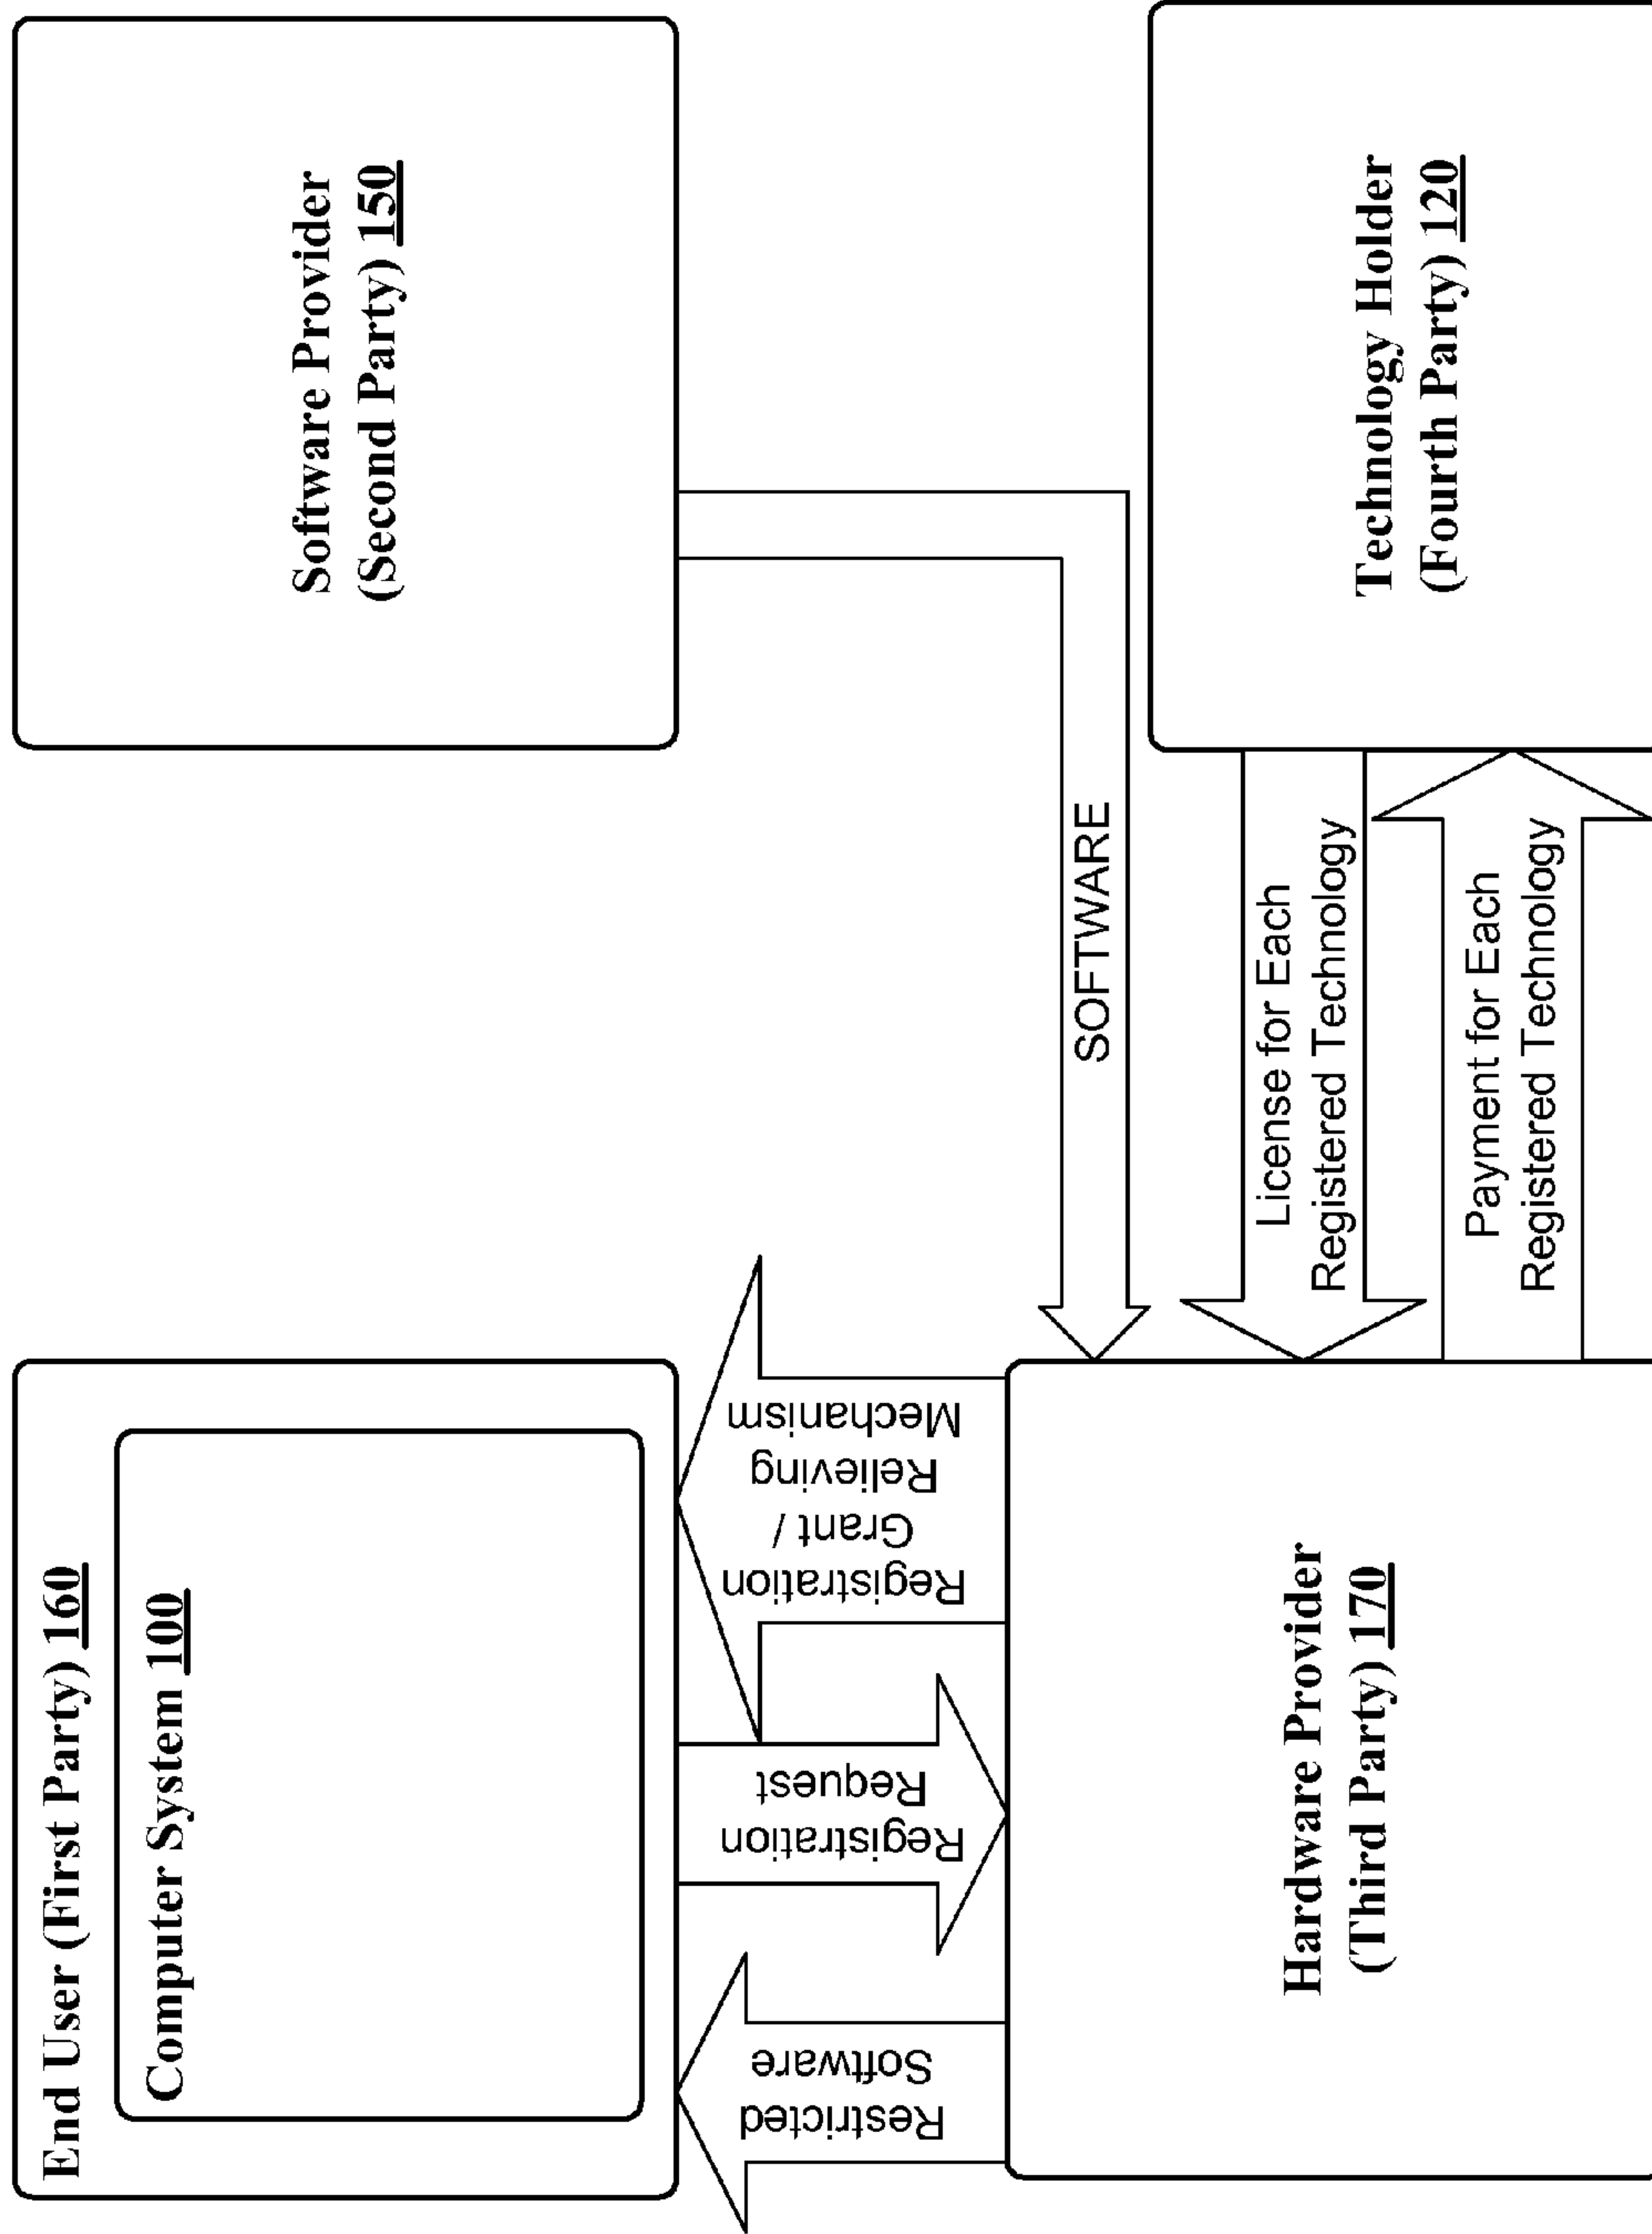 End User (First Party) 160
Computer System 100
Software Provider
(Second Party) 150
Restricted
Software
Registration
Request
Registration
Grant /
Relieving
Mechanism
SOFTWARE
Hardware Provider
(Third Party) 170
License for Each
Registered Technology
Payment for Each
Registered Technology
Technology Holder
(Fourth Party) 120